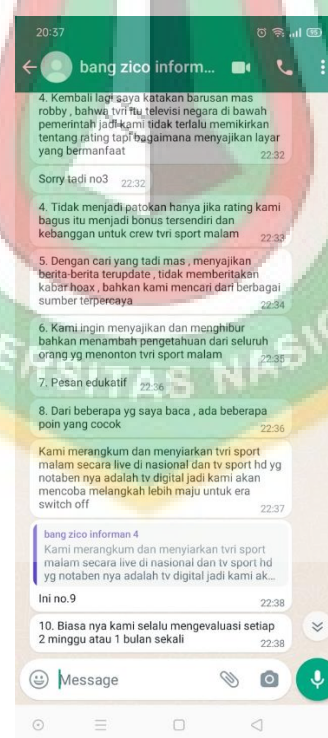 20:37
bang zico inform...
4. Kembali lagi saya katakan barusan mas
robby , bahwa tvri itu televisi negara di bawah
pemerintah jadi kami tidak terlalu memikirkan
tentang rating tapi bagaimana menyajikan layar
yang bermanfaat
22:32
Sorry tadi no3
22:32
4. Tidak menjadi patokan hanya jika rating kami
bagus itu menjadi bonus tersendiri dan
kebanggan untuk crew tvri sport malam
22:33
5. Dengan cari yang tadi mas , menyajikan
berita-berita terupdate , tidak memberitakan
kabar hoax , bahkan kami mencari dari berbagai
sumber terpercaya
22:34
6. Kami ingin menyajikan dan menghibur
bahkan menambah pengetahuan dari seluruh
orang yg menonton tvri sport malam
22:35
7. Pesan edukatif
22:36
8. Dari beberapa yg saya baca , ada beberapa
poin yang cocok
22:36
Kami merangkum dan menyiarkan tvri sport
malam secara live di nasional dan tv sport hd yg
notaben nya adalah tv digital jadi kami akan
mencoba melangkah lebih maju untuk era
switch off
22:37
bang zico informan 4
Kami merangkum dan menyiarkan tvri sport
malam secara live di nasional dan tv sport hd
yg notaben nya adalah tv digital jadi kami ak...
Ini no.9
22:38
10. Biasa nya kami selalu mengevaluasi setiap
2 minggu atau 1 bulan sekali
22:38
Message